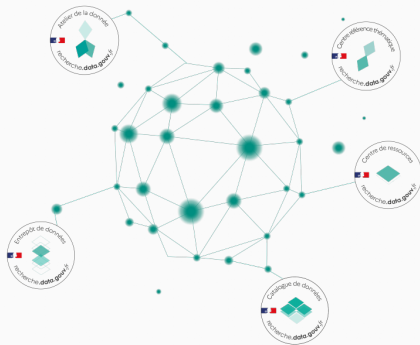 Atelier de la donnée
recherche.data.gouv.fr
Centre référence thématique
recherche.data.gouv.fr
Centre de ressources
recherche.data.gouv.fr
Entrepôt de données
recherche.data.gouv.fr
Catalogue de données
recherche.data.gouv.fr